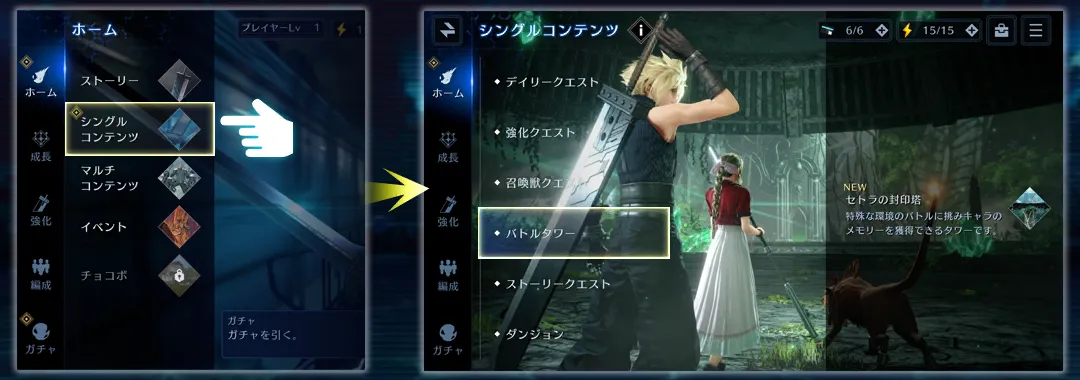 ホーム
プレイヤーLv 1
ホーム
成長
強化
編成
ガチャ
ストーリー
シングル
コンテンツ
マルチ
コンテンツ
イベント
チョコボ
ガチャ
ガチャを引く。
シングルコンテンツ
6/6
15/15
ホーム
成長
強化
編成
ガチャ
デイリークエスト
強化クエスト
召喚獣クエ
バトルタワー
ストーリークエスト
ダンジョン
NEW
セトラの封印塔
特殊な環境のバトルに挑みキャラの
メモリーを獲得できるタワーです。